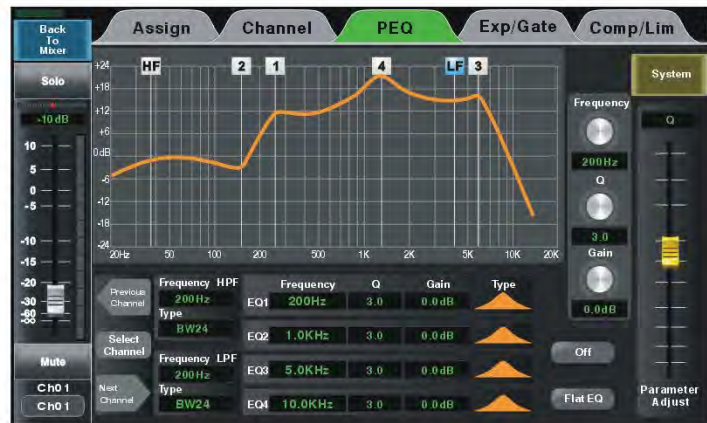 Back To Mixer
Assign
Channel
PEQ
Exp/Gate
Comp/Lim
Solo
-10 dB
10
5
0
-5
-10
-15
-20
-30
-60
-∞
Mute
Ch01
Ch01
HF
2
1
4
LF
3
+24
+18
+12
+6
0dB
-6
-12
-18
-24
20Hz
50
100
200
500
1K
2K
5K
10K
20K
Frequency
200Hz
Q
3.0
Gain
0.0dB
System
Q
Parameter Adjust
Previous Channel
Select Channel
Next Channel
Frequency HPF
200Hz
Type
BW24
Frequency LPF
200Hz
Type
BW24
Frequency Q Gain Type
EQ1 200Hz 3.0 0.0dB
EQ2 1.0KHz 3.0 0.0dB
EQ3 5.0KHz 3.0 0.0dB
EQ4 10.0KHz 3.0 0.0dB
Off
Flat EQ